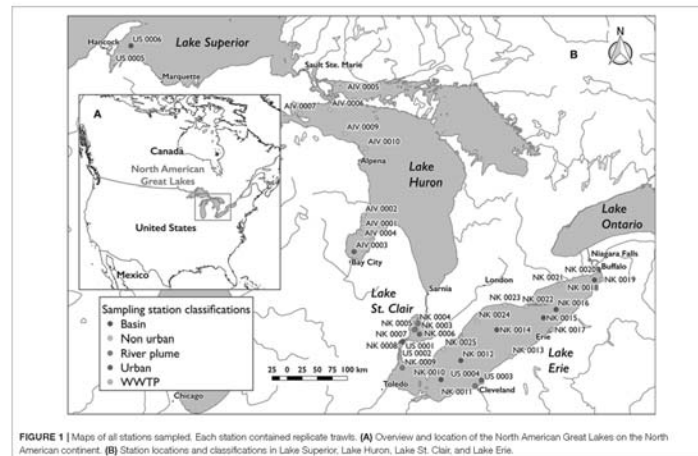 Hancock
US 0006
Lake Superior
US 0005
Marquette
Sault Ste. Marie
AIV 0005
AIV 0007
AIV 0006
AIV 0009
AIV 0010
Alpena
Lake
Huron
AIV 0002
AIV 0001
AIV 0004
AIV 0003
Bay City
Sarnia
N
B
A
Canada
North American
Great Lakes
United States
Mexico
Sampling station classifications
Basin
Non urban
River plume
Urban
WWTP
Chicago
25 0 25 50 75 100 km
Lake
St. Clair
NK 0004
NK 0005
NK 0003
NK 0007
NK 0006
NK 0008
US 0001
US 0002
NK 0009
Toledo
NK 0010
NK 0011
US 0004
US 0003
Cleveland
NK 0012
NK 0025
NK 0013
NK 0014
NK 0024
London
NK 0023
NK 0022
NK 0021
NK 0015
NK 0016
NK 0017
Erie
Lake
Erie
NK 0018
NK 0019
NK 0020
Buffalo
Niagara Falls
Lake
Ontario
FIGURE 1 | Maps of all stations sampled. Each station contained replicate trawls. (A) Overview and location of the North American Great Lakes on the North American
continent. (B) Station locations and classifications in Lake Superior, Lake Huron, Lake St. Clair, and Lake Erie.